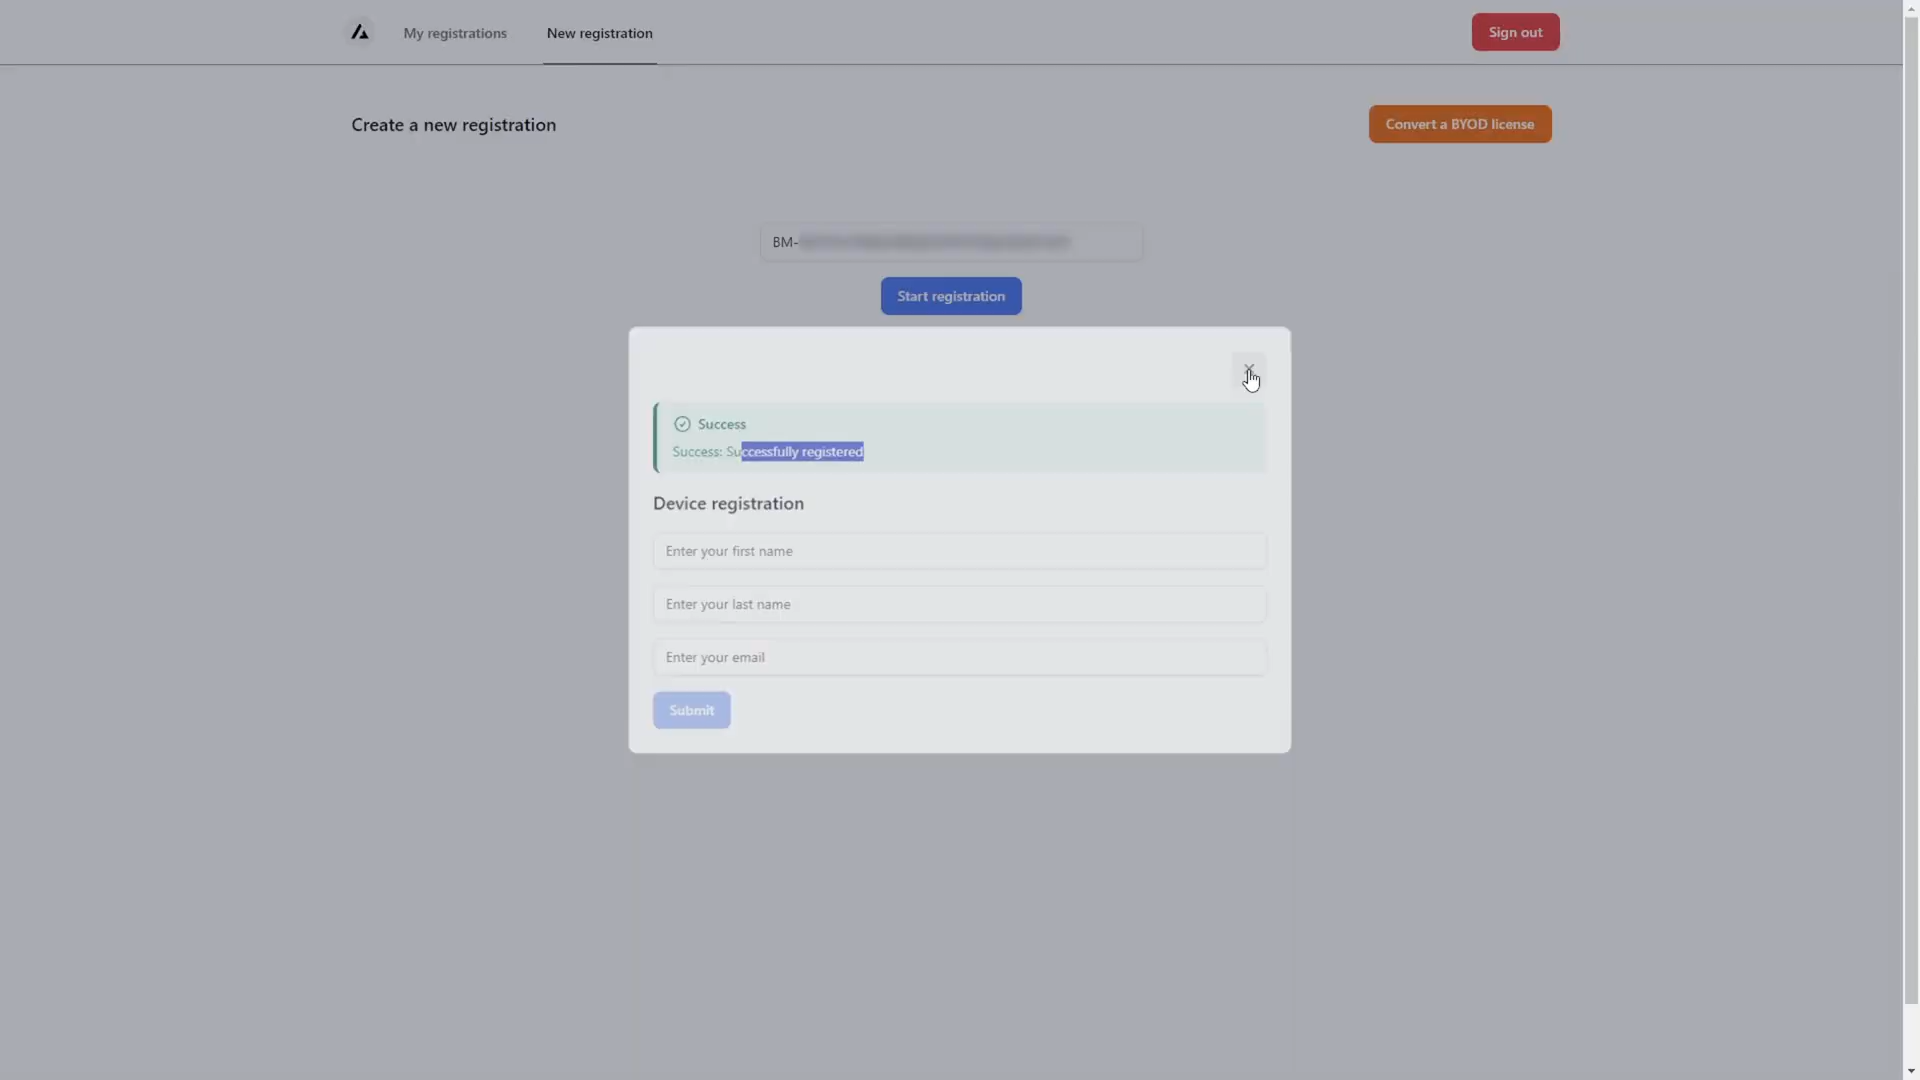 My registrations
New registration
Sign out
Create a new registration
Convert a BYOD license
BM-
Start registration
Success
Success: Successfully registered
Device registration
Enter your first name
Enter your last name
Enter your email
Submit